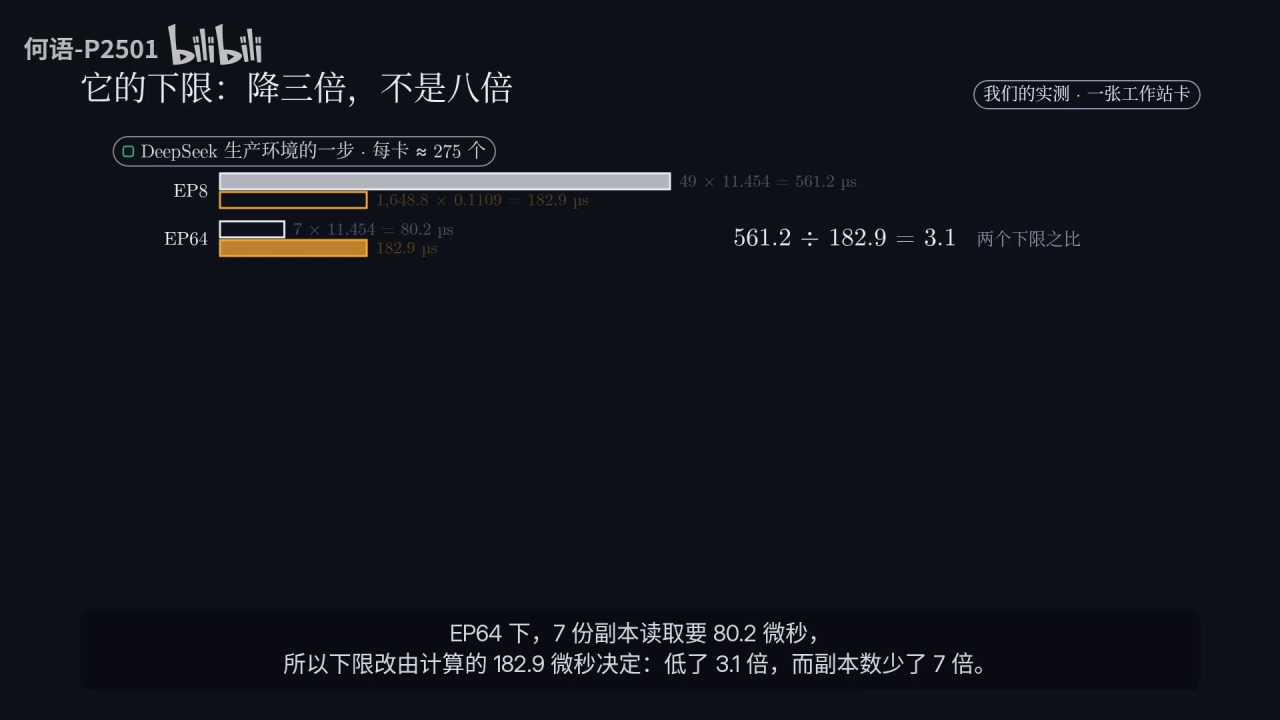 何语-P2501 bilibili
它的下限：降三倍，不是八倍
我们的实测 · 一张工作站卡
DeepSeek 生产环境的一步 · 每卡 ≈ 275 个
EP8
49 × 11.454 = 561.2 µs
1,648.8 × 0.1109 = 182.9 µs
EP64
7 × 11.454 = 80.2 µs
182.9 µs
561.2 ÷ 182.9 = 3.1 两个下限之比
EP64 下，7 份副本读取要 80.2 微秒，
所以下限改由计算的 182.9 微秒决定：低了 3.1 倍，而副本数少了 7 倍。